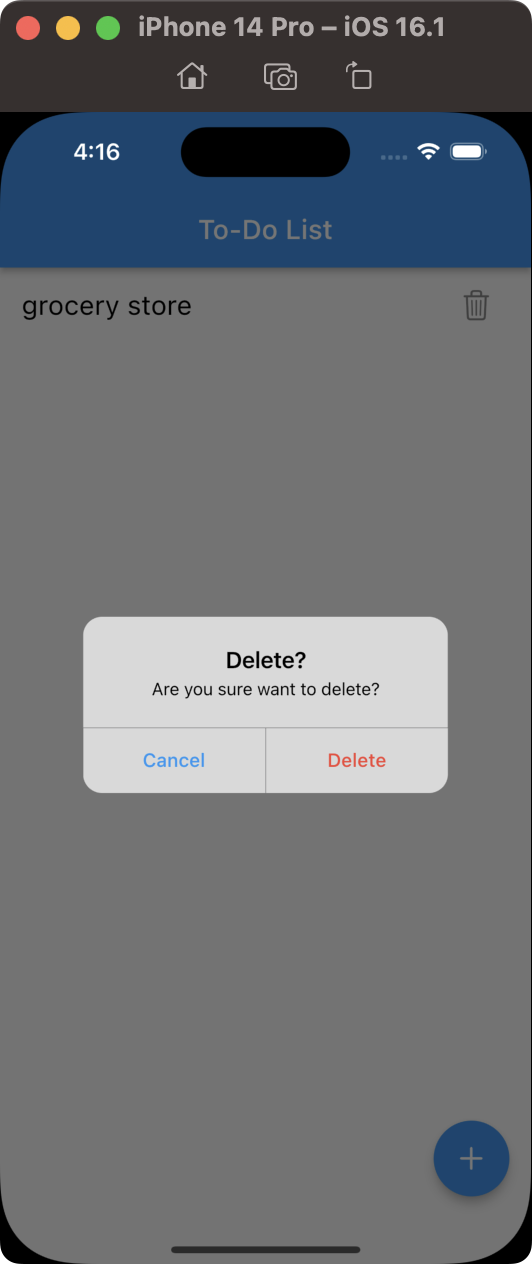 iPhone 14 Pro – iOS 16.1
4:16
To-Do List
grocery store
Delete?
Are you sure want to delete?
Cancel
Delete